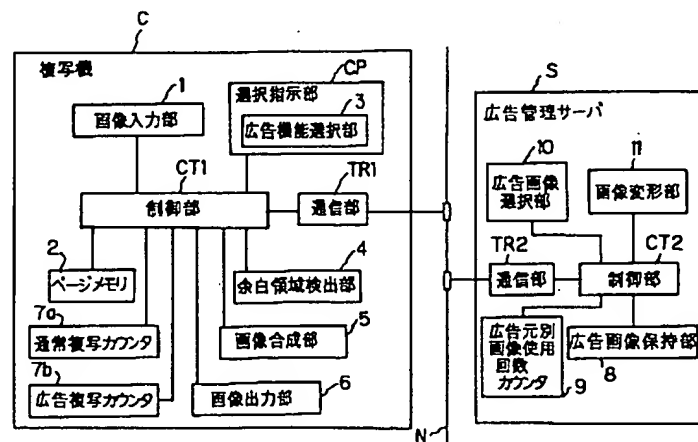 C
複写機
1
画像入力部
CP
選択指示部
3
広告機能選択部
CT1
制御部
TR1
通信部
2
ページメモリ
4
余白領域検出部
7a
通常複写カウンタ
5
画像合成部
7b
広告複写カウンタ
6
画像出力部
N
S
広告管理サーバ
10
広告画像
選択部
11
画像変形部
TR2
通信部
CT2
制御部
広告元別
画像使用
回数
カウンタ
9
広告画像保持部
8